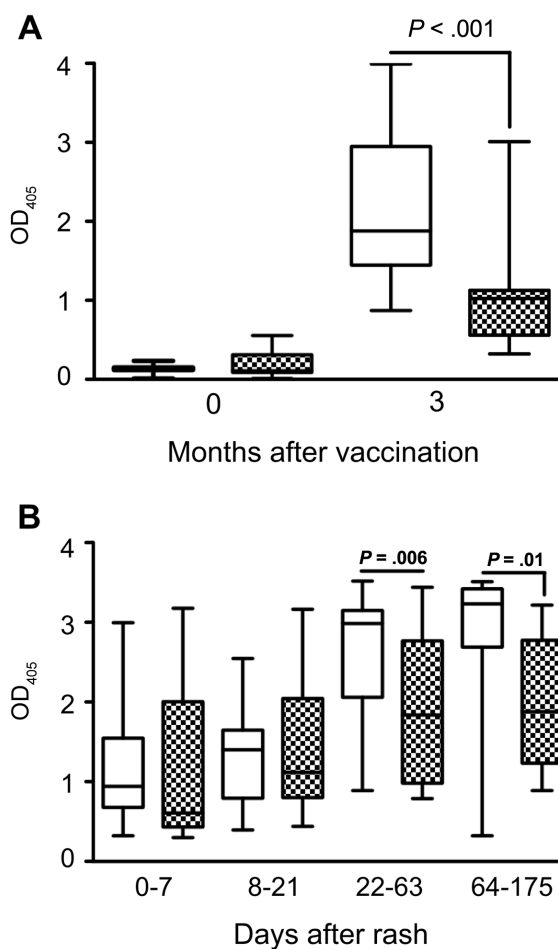 A
P < .001
4
3
2
1
0
OD405
0 3
Months after vaccination
B
P = .006 P = .01
4
3
2
1
0
OD405
0-7 8-21 22-63 64-175
Days after rash